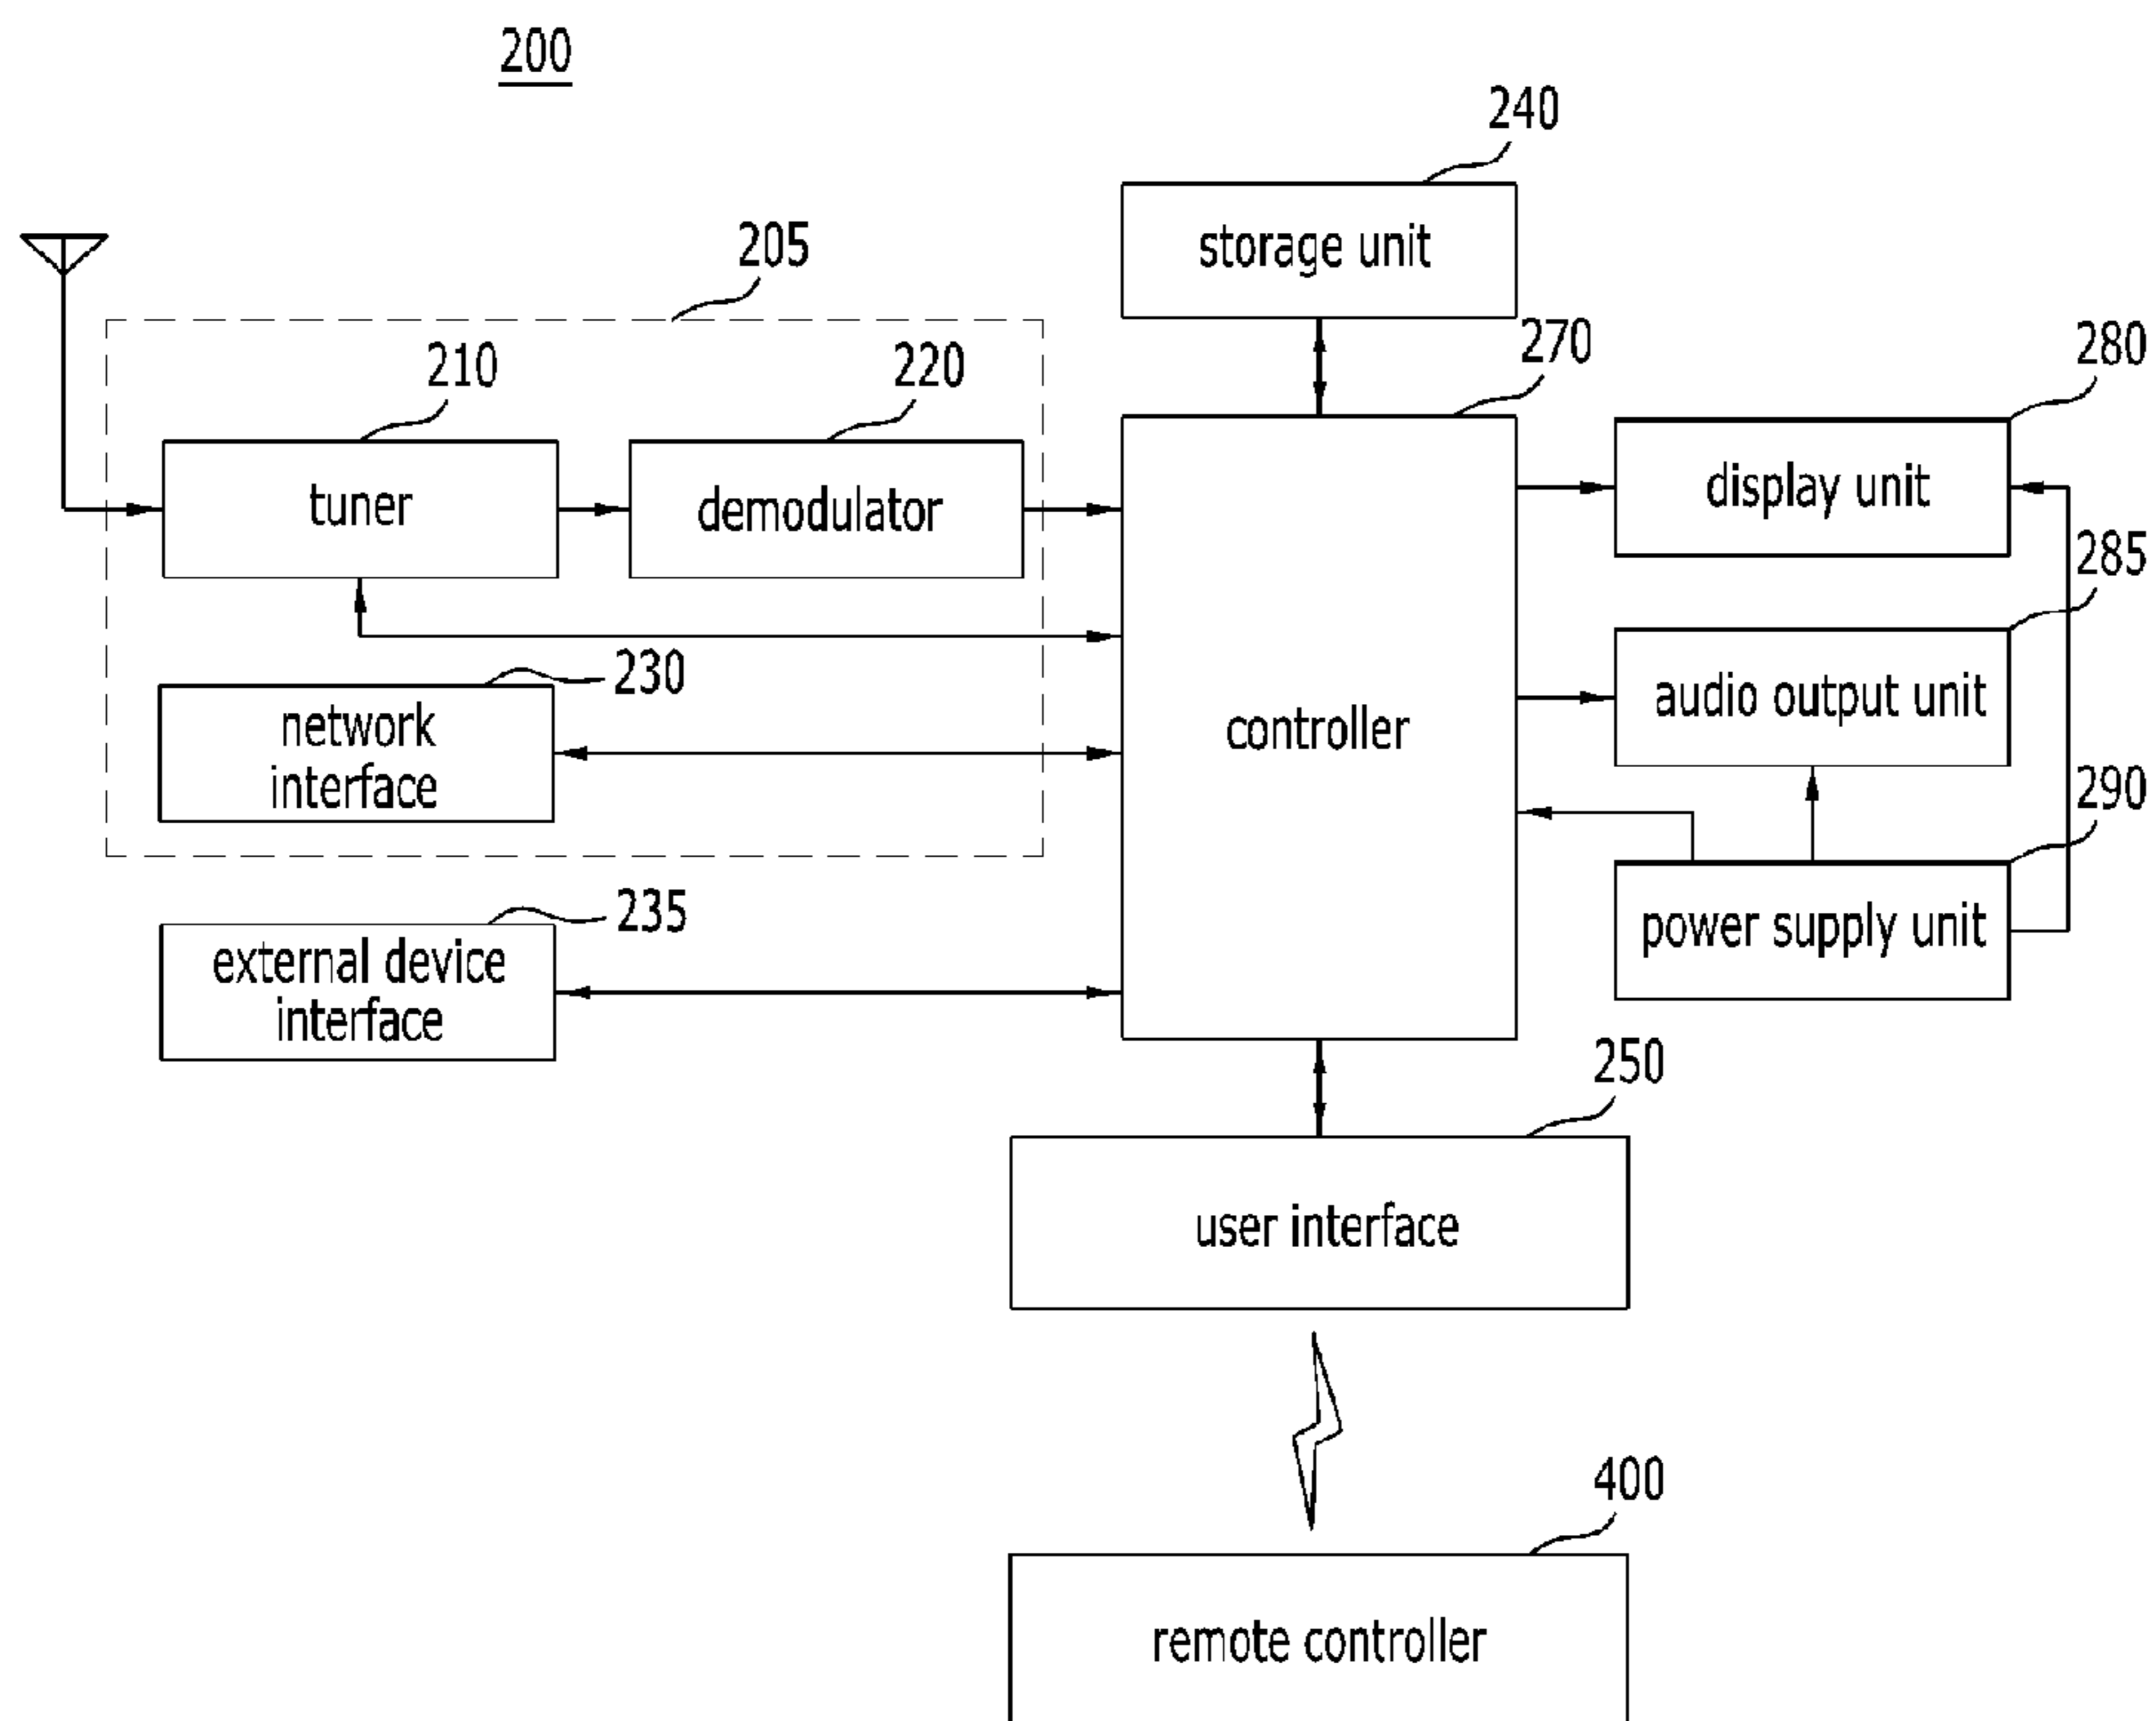 200
240
storage unit
205
270
280
210
220
tuner
demodulator
display unit
285
230
network
interface
controller
audio output unit
290
235
external device
interface
power supply unit
250
user interface
400
remote controller